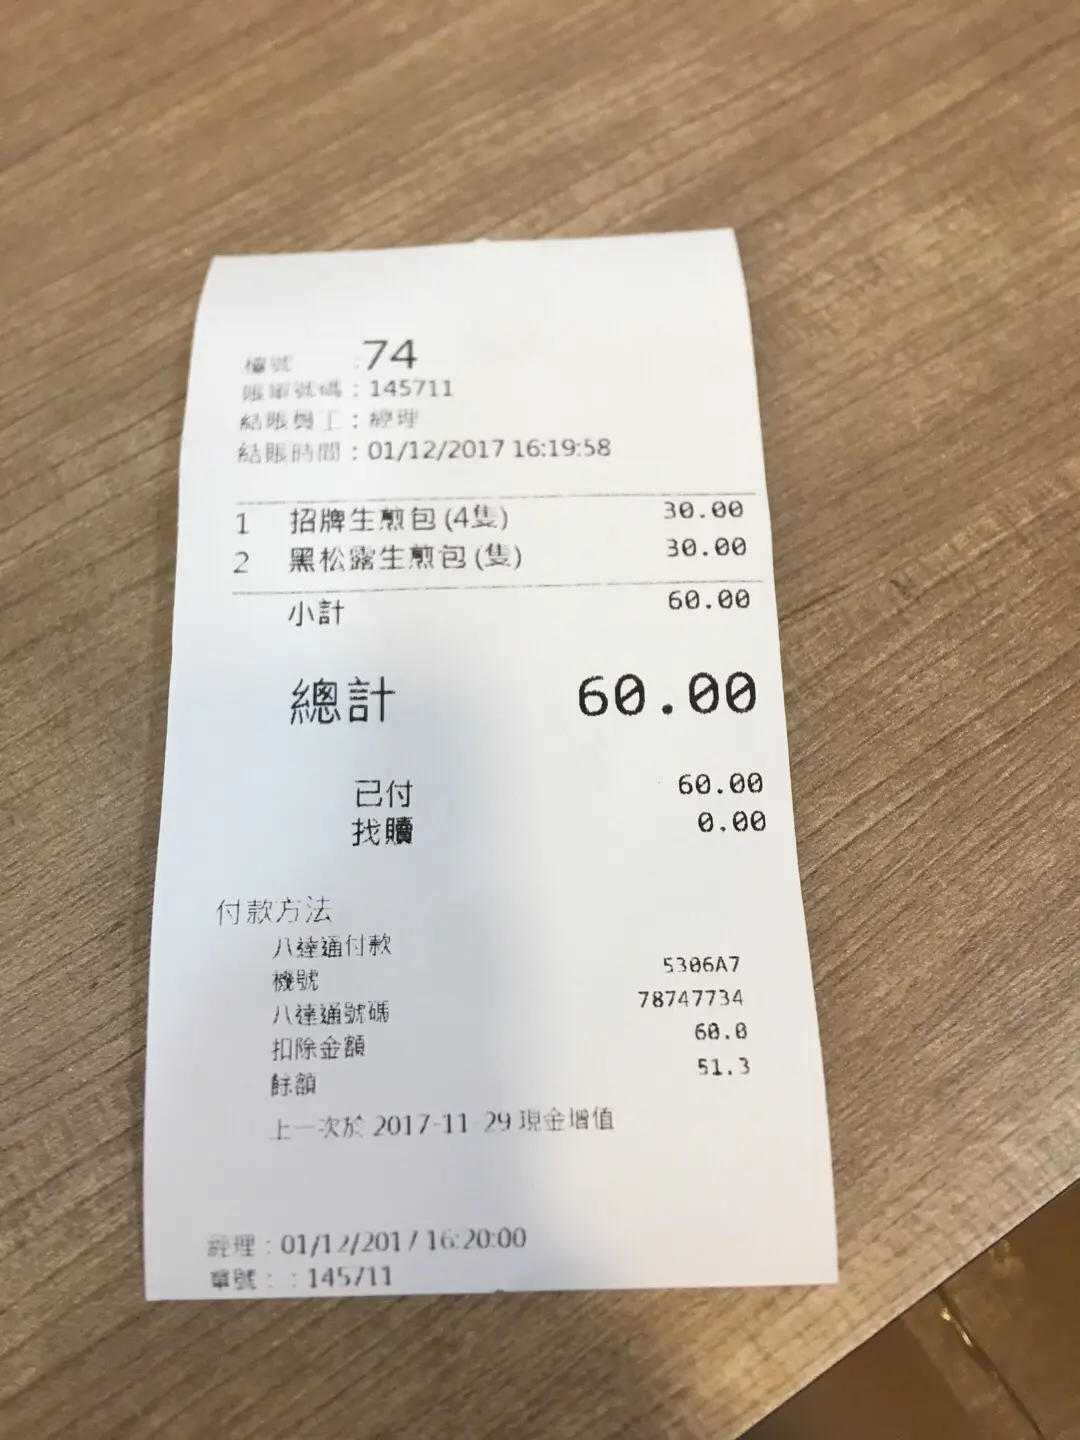 檯號 :74
賬單號碼 : 145711
結賬員工 : 經理
結賬時間 : 01/12/2017 16:19:58
1 招牌生煎包 (4隻) 30.00
2 黑松露生煎包 (隻) 30.00
小計 60.00
總計 60.00
已付 60.00
找贖 0.00
付款方法
八達通付款
機號 5306A7
八達通號碼 78747734
扣除金額 60.0
餘額 51.3
上一次於 2017-11-29 現金增值
經理 : 01/12/2017 16:20:00
單號 : : 145711